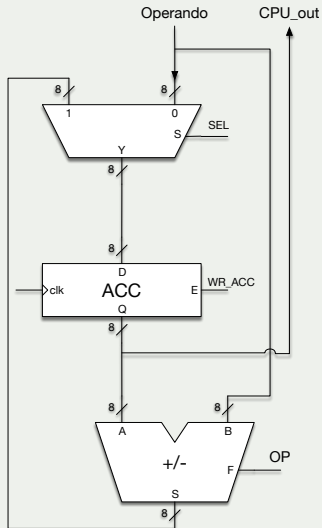 Operando CPU_out
8 8
1 0
S SEL
Y
8
8
D
clk ACC E WR_ACC
Q
8
8 8
A B
+/- F OP
S
8